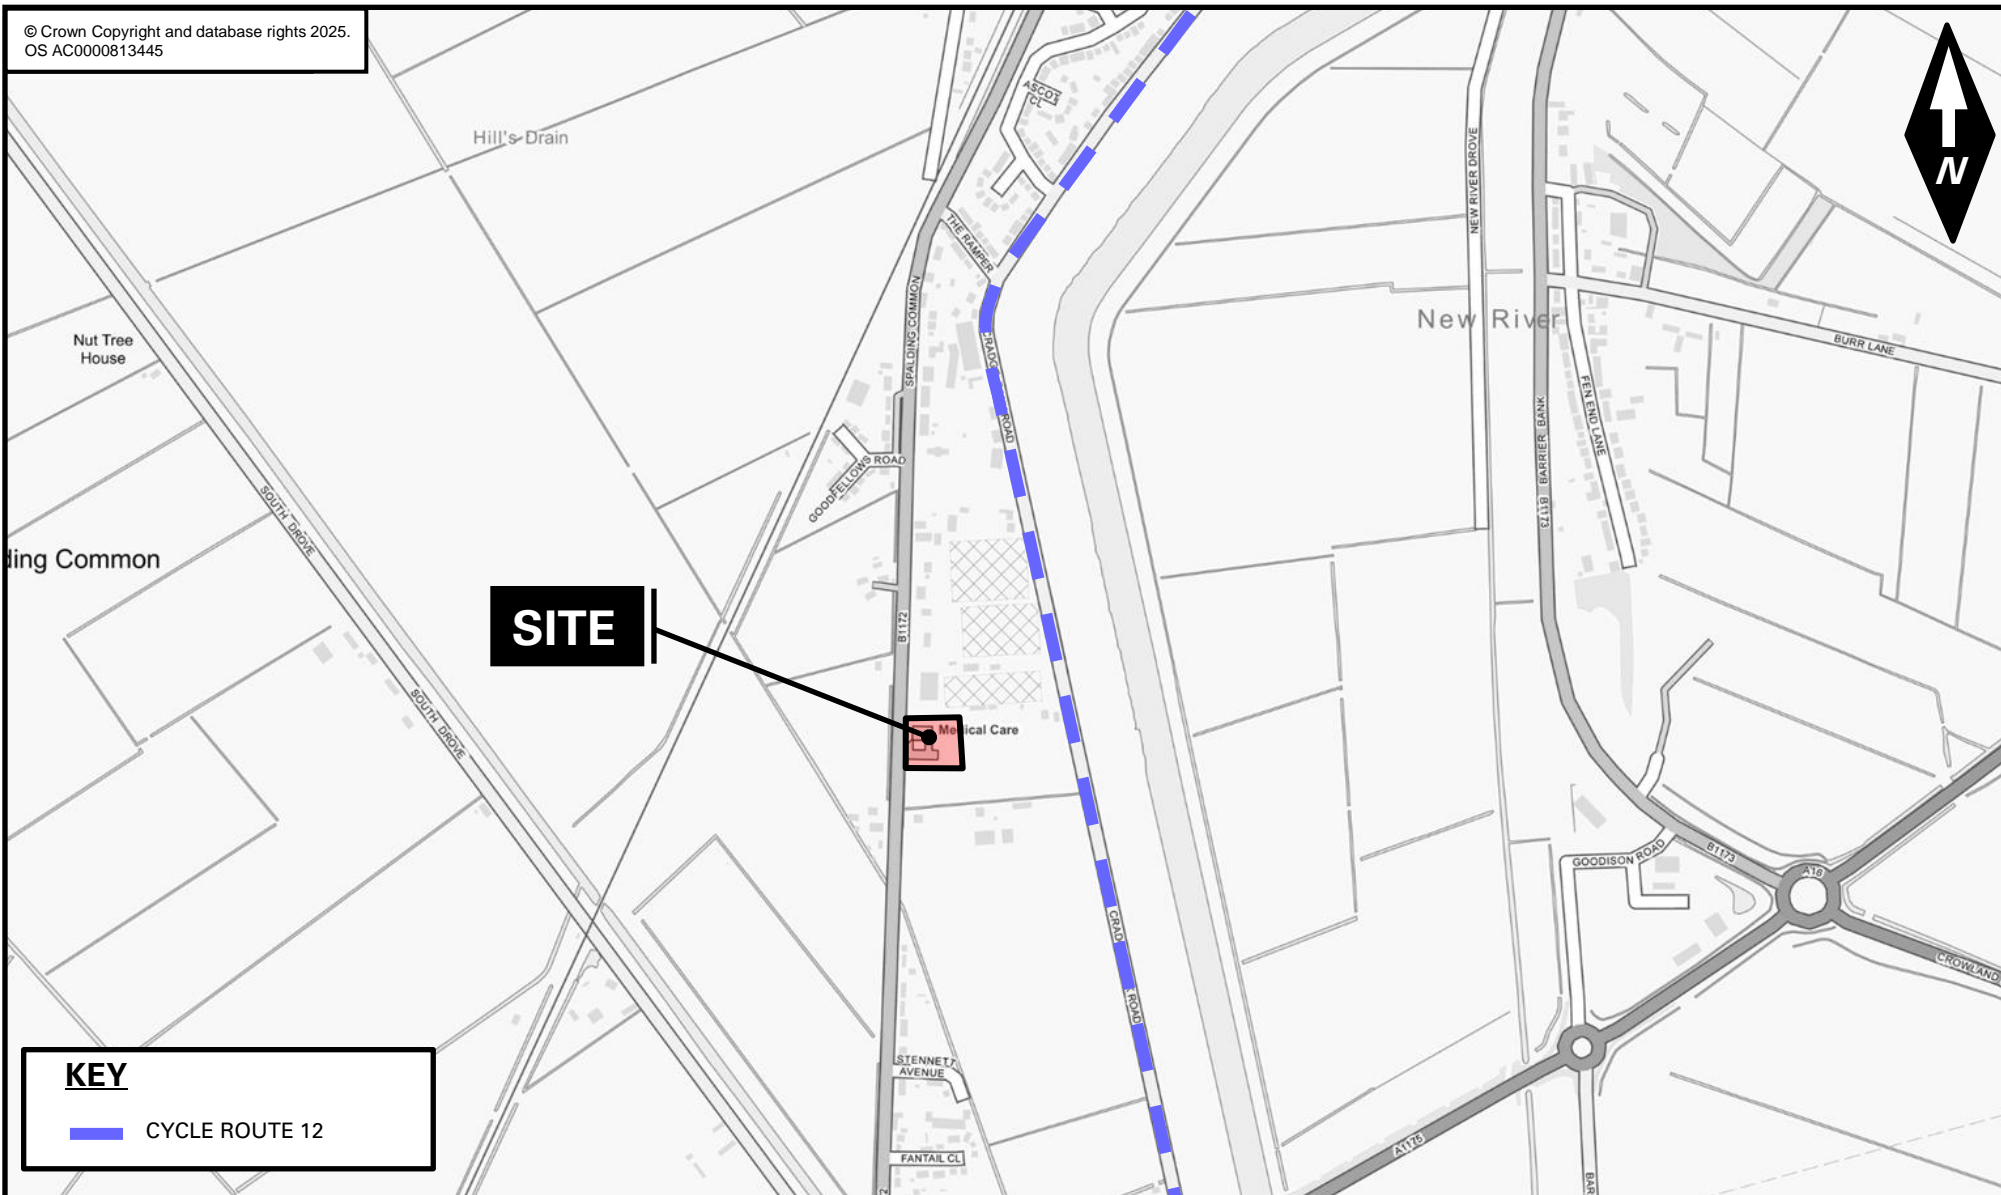 © Crown Copyright and database rights 2025.
OS AC0000813445
N
ASCOT
CL
Hill's Drain
THE RAMPER
NEW RIVER DROVE
SPALDING COMMON
New River
Nut Tree
House
BURR LANE
ROAD
FEN END LANE
GOODFELLOWS ROAD
B1173 BARRIER BANK
SOUTH DROVE
ding Common
SITE
B1172
SOUTH DROVE
Medical Care
GOODISON ROAD
B1173
A16
CROWLAND
ROAD
STENNETT
AVENUE
KEY
CYCLE ROUTE 12
FANTAIL CL
A1175
BAR